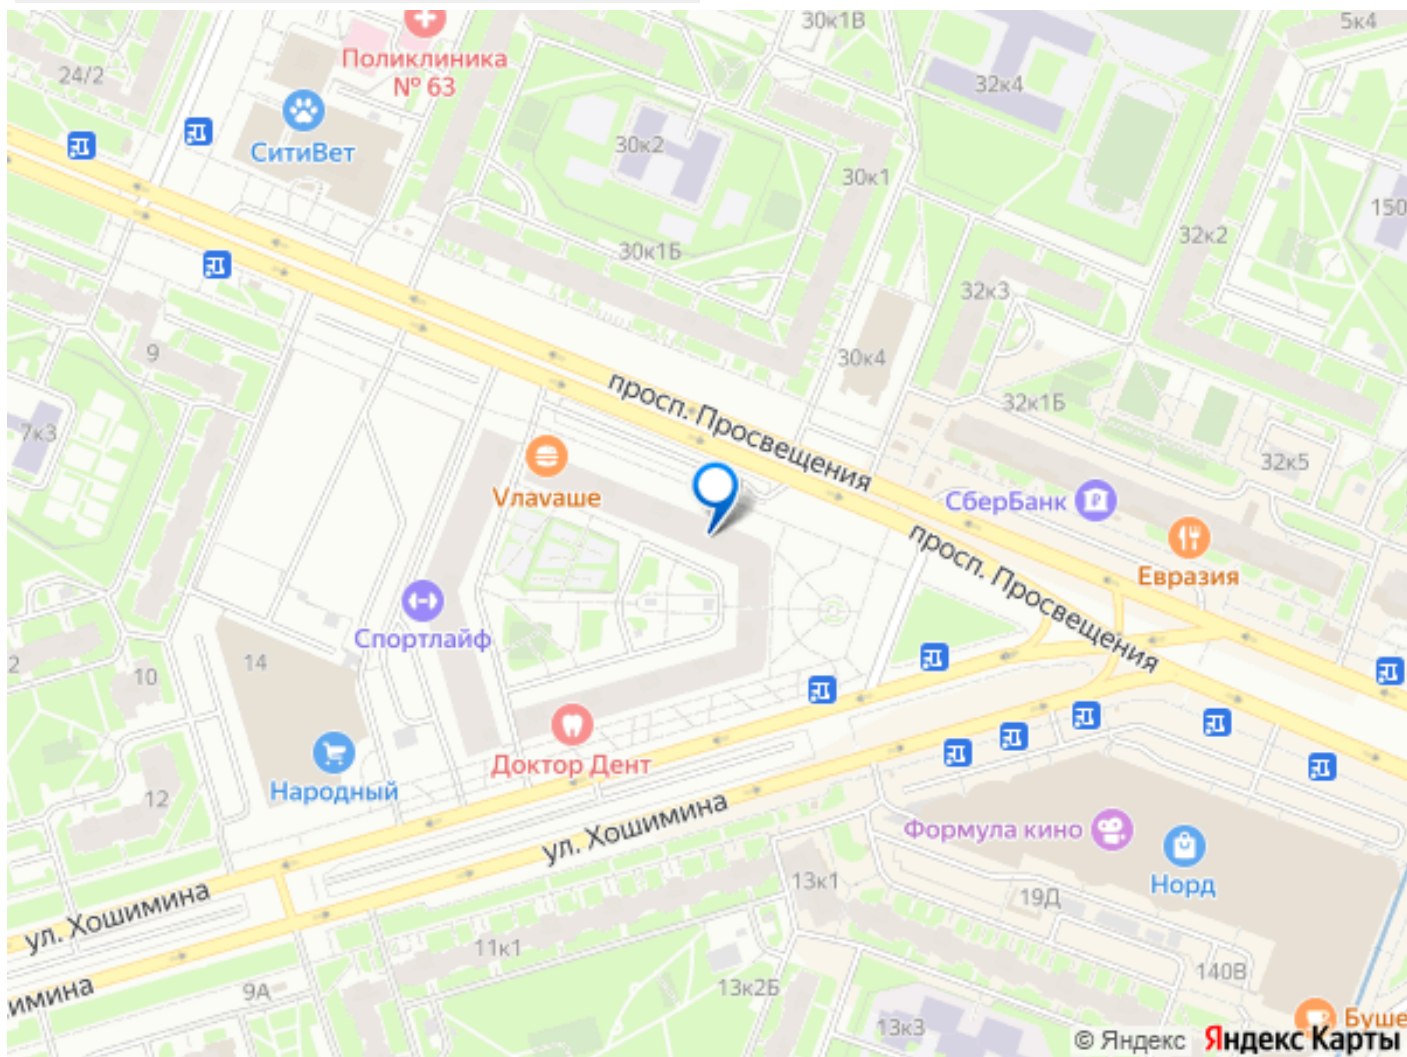 30к1В
5к4
Поликлиника
№ 63
24/2
32к4
СитиВет
30к2
30к1
150
32к2
30к1Б
32к3
9
30к4
просп. Просвещения
32к1Б
7к3
32к5
Vлаvаше
СберБанк
просп. Просвещения
Евразия
Спортлайф
14
2
10
Доктор Дент
Народный
12
ул. Хошимина
Формула кино
Норд
13к1
19Д
ул. Хошимина
11к1
140В
имина
9А
13к2Б
13к3
Буше
© Яндекс Яндекс Карты